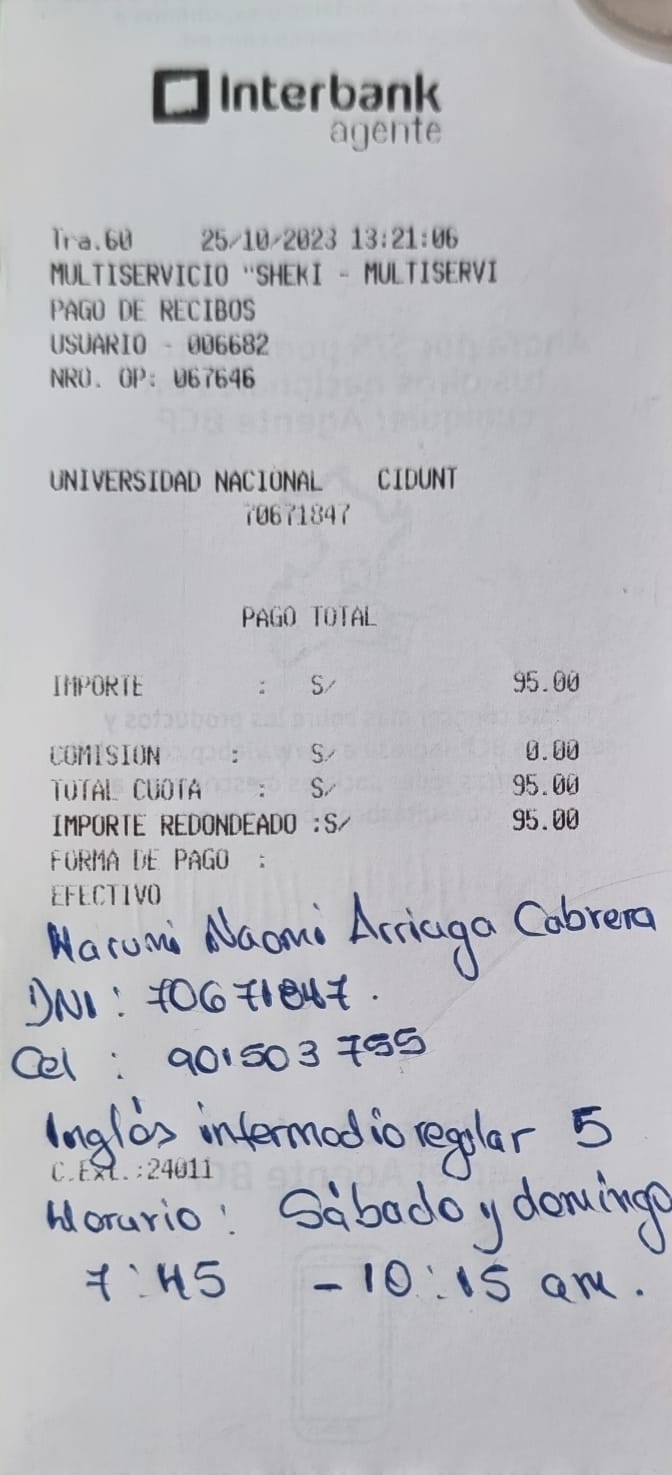 Interbank
agente
Tra.60 25/10/2023 13:21:06
MULTISERVICIO "SHEKI - MULTISERVI
PAGO DE RECIBOS
USUARIO - 006682
NRO. OP: 067646
UNIVERSIDAD NACIONAL CIDUNT
70671847
PAGO TOTAL
IMPORTE : S/ 95.00
COMISION : S/ 0.00
TOTAL CUOTA : S/ 95.00
IMPORTE REDONDEADO :S/ 95.00
FORMA DE PAGO :
EFECTIVO
Harumi Naomi Arriaga Cabrera
DNI: 70671847.
Cel : 901503755
Inglés intermedio regular 5
C.Ext.:24011
Horario: Sábado y domingo
7:45 - 10:15 am.